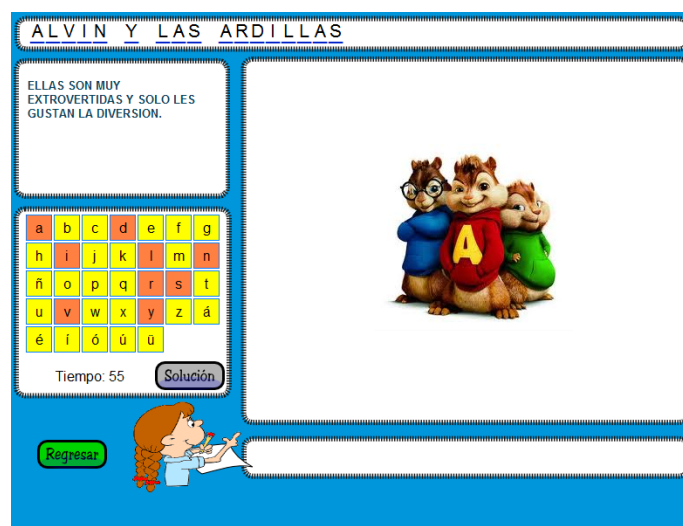 ALVIN Y LAS ARDILLAS
ELLAS SON MUY
EXTROVERTIDAS Y SOLO LES
GUSTAN LA DIVERSION.
a b c d e f g
h i j k l m n
ñ o p q r s t
u v w x y z á
é í ó ú ü
Tiempo: 55 Solución
Regresar
A